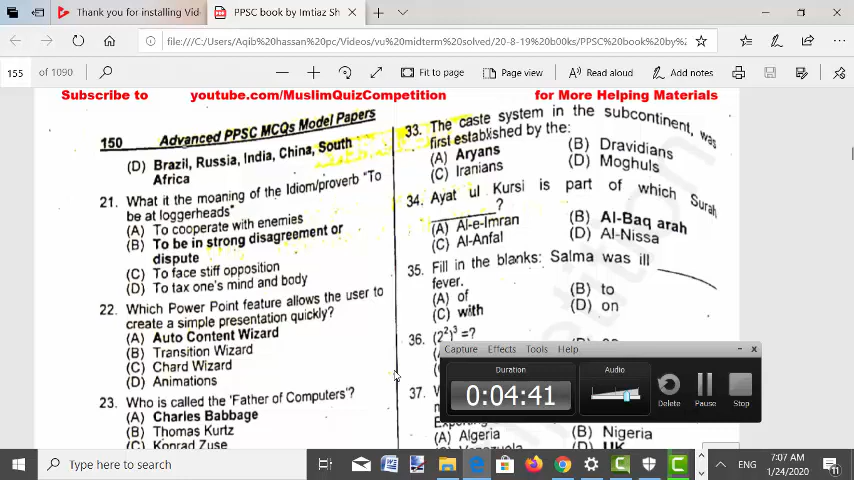 Thank you for installing Vid
PPSC book by Imtiaz Sh
file:///C:/Users/Aqib%20hassan%20pc/Videos/vu%20midterm%20solved/20-8-19%20b00ks/PPSC%20book%20by%
155 of 1090
Fit to page
Page view
Read aloud
Add notes
Subscribe to youtube.com/MuslimQuizCompetition for More Helping Materials
150 Advanced PPSC MCQs Model Papers
(D) Brazil, Russia, India, China, South
Africa
21. What it the moaning of the Idiom/proverb "To
be at loggerheads"
(A) To cooperate with enemies
(B) To be in strong disagreement or
dispute
(C) To face stiff opposition
(D) To tax one's mind and body
22. Which Power Point feature allows the user to
create a simple presentation quickly?
(A) Auto Content Wizard
(B) Transition Wizard
(C) Chard Wizard
(D) Animations
23. Who is called the 'Father of Computers'?
(A) Charles Babbage
(B) Thomas Kurtz
(C) Konrad Zuse
33. The caste system in the subcontinent, was
first established by the:
(A) Aryans (B) Dravidians
(C) Iranians (D) Moghuls
34. Ayat ul Kursi is part of which Surah
?
(A) Al-e-Imran (B) Al-Baq arah
(C) Al-Anfal (D) Al-Nissa
35. Fill in the blanks: Salma was ill
fever.
(A) of (B) to
(C) with (D) on
36. (2²)³ =?
37.
(A) Algeria (B) Nigeria
(D) UK
Capture Effects Tools Help
Duration
0:04:41
Audio
Delete
Pause
Stop
Type here to search
ENG
7:07 AM
1/24/2020
11